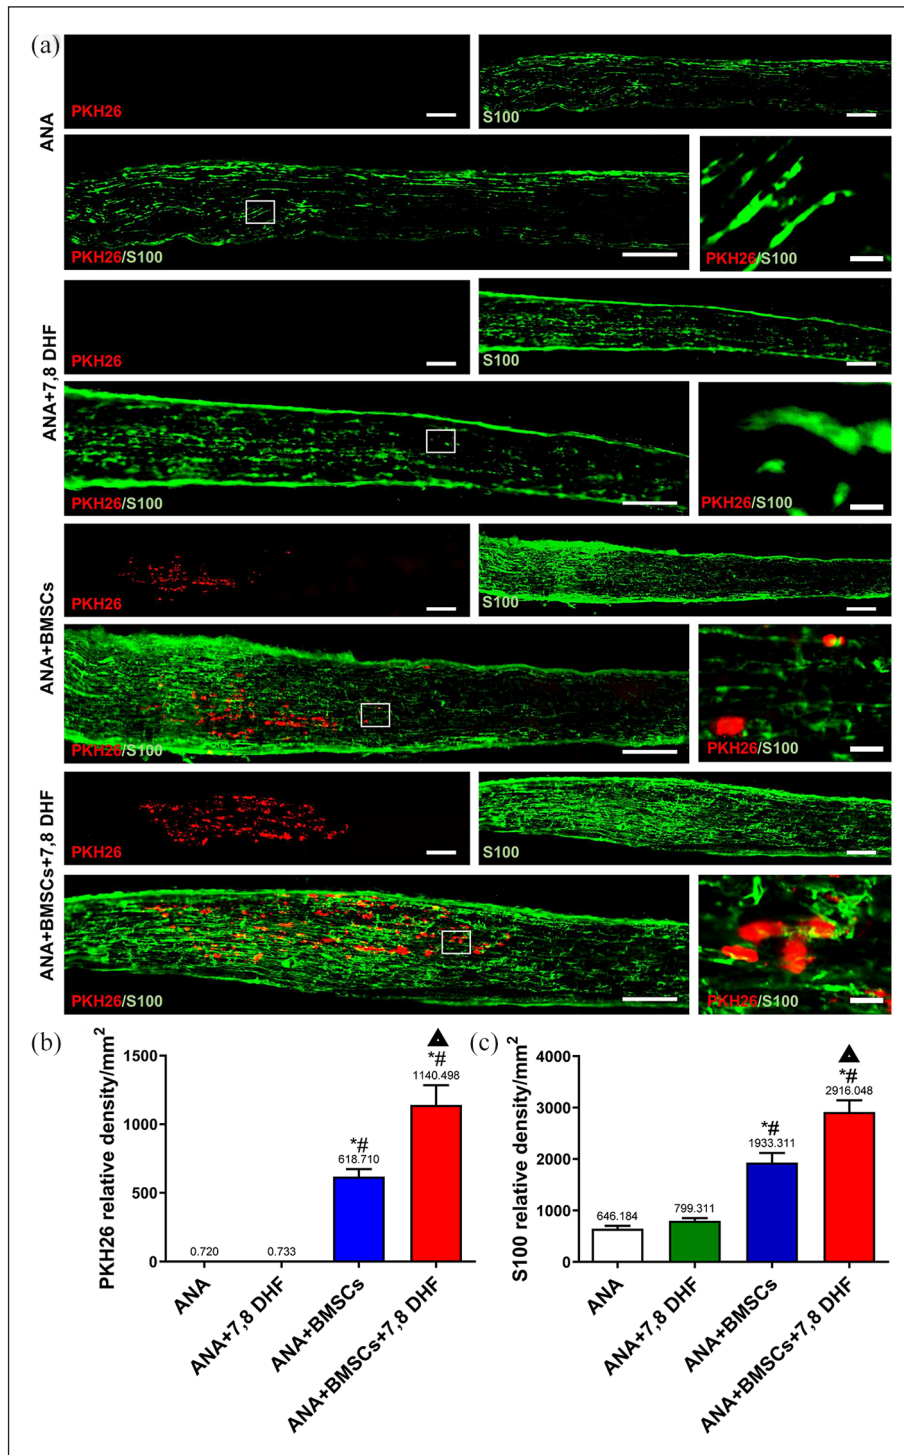 (a)
ANA
PKH26
S100
PKH26/S100
PKH26/S100
ANA+7,8 DHF
PKH26
S100
PKH26/S100
PKH26/S100
ANA+BMSCs
PKH26
S100
PKH26/S100
PKH26/S100
ANA+BMSCs+7,8 DHF
PKH26
S100
PKH26/S100
PKH26/S100
(b)
PKH26 relative density/mm²
1500
1000
500
0
0.720
0.733
*#
618.710
▲
*#
1140.498
ANA
ANA+7,8 DHF
ANA+BMSCs
ANA+BMSCs+7,8 DHF
(c)
S100 relative density/mm²
4000
3000
2000
1000
0
646.184
799.311
*#
1933.311
▲
*#
2916.048
ANA
ANA+7,8 DHF
ANA+BMSCs
ANA+BMSCs+7,8 DHF